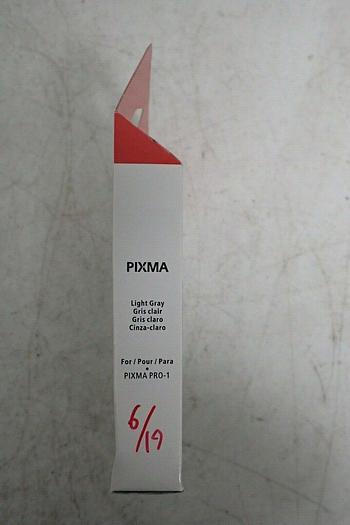 PIXMA
Light Gray
Gris clair
Gris claro
Cinza-claro
For / Pour / Para
•
PIXMA PRO-1
6/19